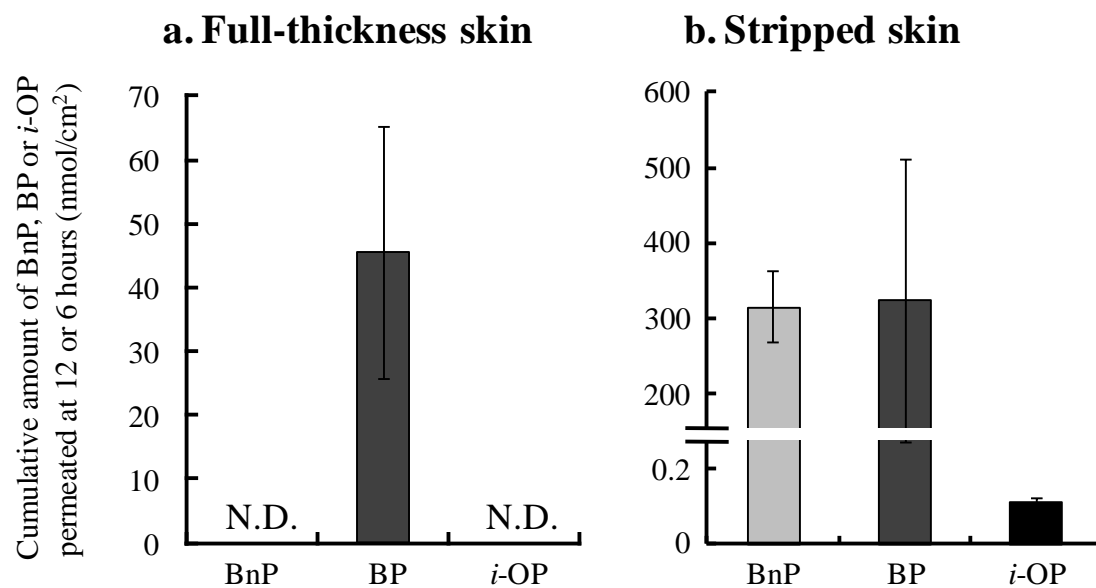 a. Full-thickness skin
b. Stripped skin
Cumulative amount of BnP, BP or i-OP
permeated at 12 or 6 hours (nmol/cm²)
70
60
50
40
30
20
10
0
N.D.
N.D.
BnP
BP
i-OP
600
500
400
300
200
0.2
0
BnP
BP
i-OP